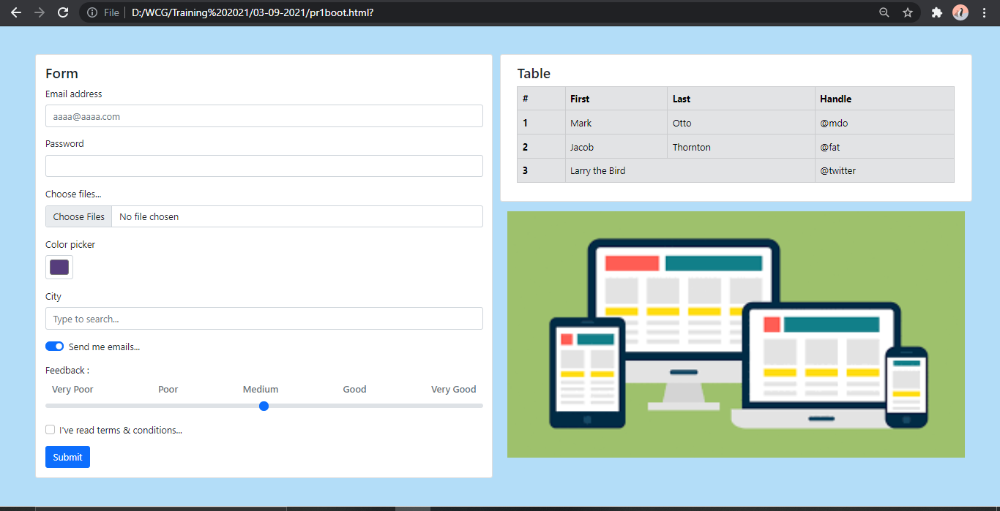 File | D:/WCG/Training%202021/03-09-2021/pr1boot.html?
Form
Email address
aaaa@aaaa.com
Password
Choose files...
Choose Files No file chosen
Color picker
City
Type to search...
Send me emails...
Feedback :
Very Poor Poor Medium Good Very Good
I've read terms & conditions...
Submit
Table
# First Last Handle
1 Mark Otto @mdo
2 Jacob Thornton @fat
3 Larry the Bird @twitter